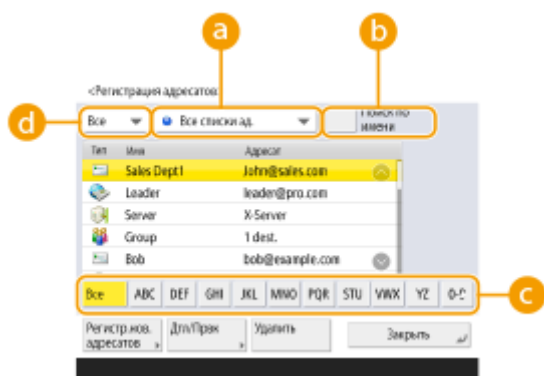 a
b
<Регистрация адресатов:
d
Все
Все списки ад.
Поиск по
имени
Тип Имя Адресат
Sales Dept1 John@sales.com
Leader leader@pro.com
Server X-Server
Group 1 dest.
Bob bob@example.com
Все ABC DEF GHI JKL MNO PQR STU VWX YZ 0-9
c
Регистр.нов.
адресатов
Дтл/Првк
Удалить
Закрыть